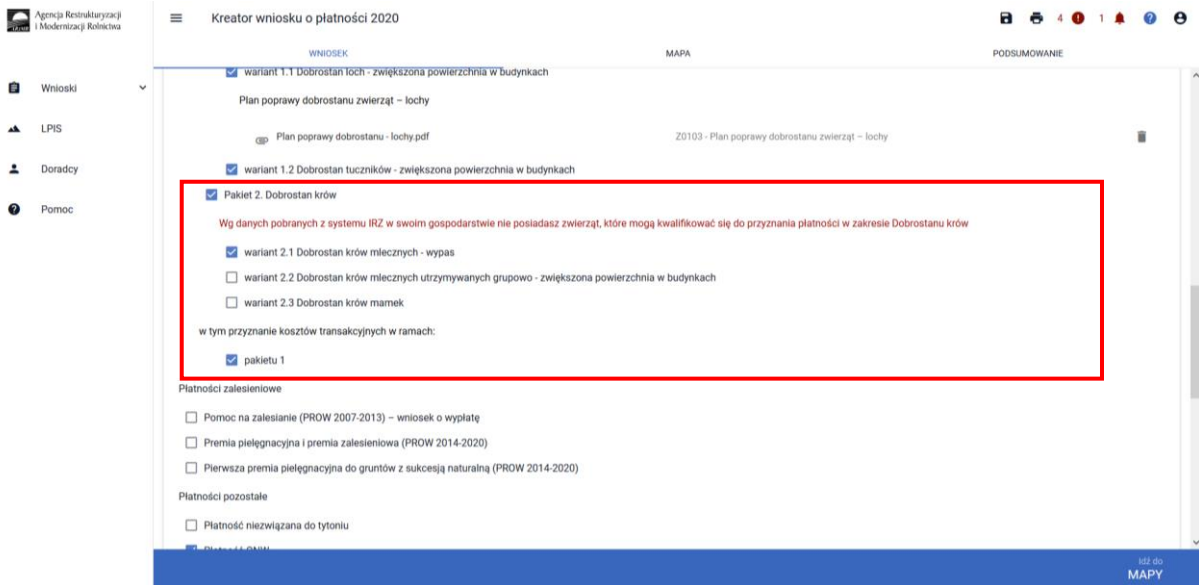 Agencja Restrukturyzacji
i Modernizacji Rolnictwa
Kreator wniosku o płatności 2020
4
1
WNIOSEK
MAPA
PODSUMOWANIE
Wnioski
LPIS
Doradcy
Pomoc
wariant 1.1 Dobrostan loch - zwiększona powierzchnia w budynkach
Plan poprawy dobrostanu zwierząt – lochy
Plan poprawy dobrostanu - lochy.pdf
Z0103 - Plan poprawy dobrostanu zwierząt – lochy
wariant 1.2 Dobrostan tuczników - zwiększona powierzchnia w budynkach
Pakiet 2. Dobrostan krów
Wg danych pobranych z systemu IRZ w swoim gospodarstwie nie posiadasz zwierząt, które mogą kwalifikować się do przyznania płatności w zakresie Dobrostanu krów
wariant 2.1 Dobrostan krów mlecznych - wypas
wariant 2.2 Dobrostan krów mlecznych utrzymywanych grupowo - zwiększona powierzchnia w budynkach
wariant 2.3 Dobrostan krów mamek
w tym przyznanie kosztów transakcyjnych w ramach:
pakietu 1
Płatności zalesieniowe
Pomoc na zalesianie (PROW 2007-2013) – wniosek o wypłatę
Premia pielęgnacyjna i premia zalesieniowa (PROW 2014-2020)
Pierwsza premia pielęgnacyjna do gruntów z sukcesją naturalną (PROW 2014-2020)
Płatności pozostałe
Płatność niezwiązana do tytoniu
Płatność ONW
Idź do
MAPY